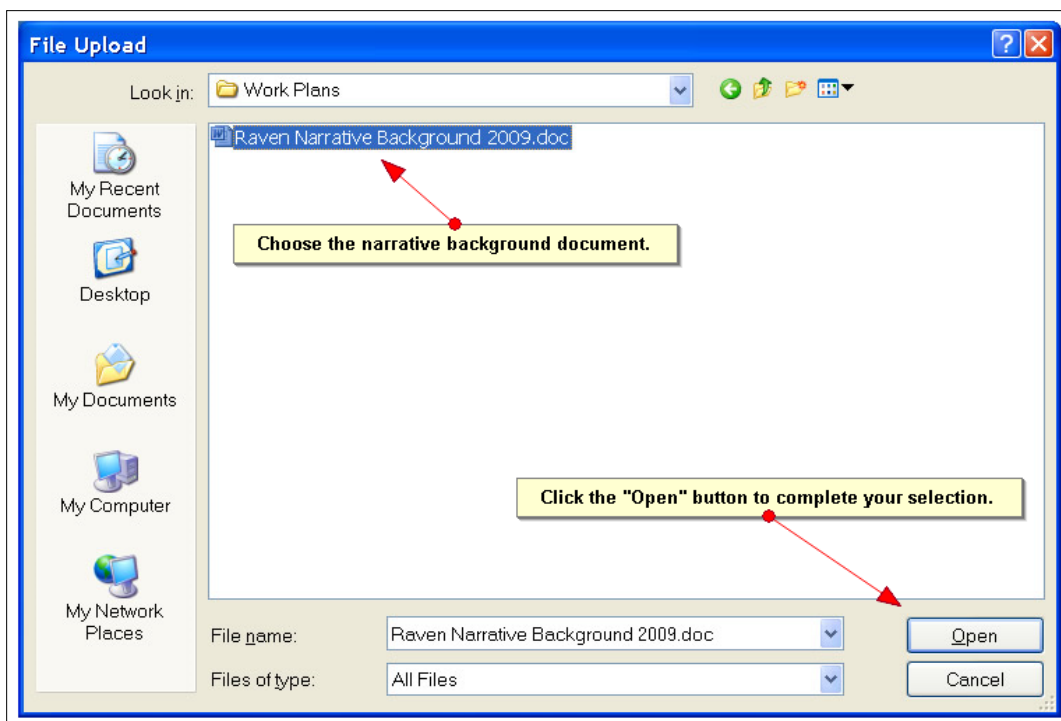 File Upload
Look in:
Work Plans
Raven Narrative Background 2009.doc
My Recent
Documents
Choose the narrative background document.
Desktop
My Documents
My Computer
Click the "Open" button to complete your selection.
My Network
Places
File name:
Raven Narrative Background 2009.doc
Open
Files of type:
All Files
Cancel